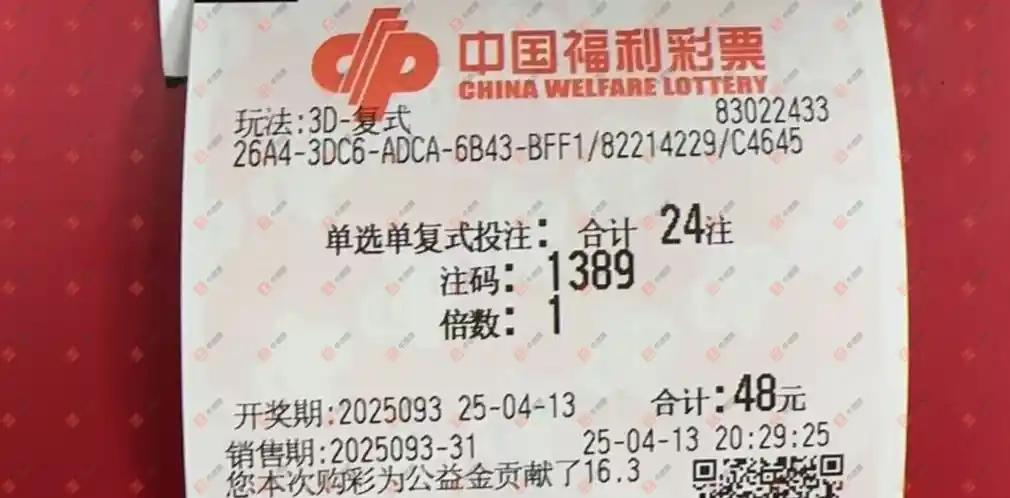 中国福利彩票
CHINA WELFARE LOTTERY
玩法:3D-复式 83022433
26A4-3DC6-ADCA-6B43-BFF1/82214229/C4645
单选单复式投注: 合计 24注
注码: 1389
倍数: 1
开奖期:2025093 25-04-13 合计:48元
销售期:2025093-31 25-04-13 20:29:25
您本次购彩为公益金贡献了16.3